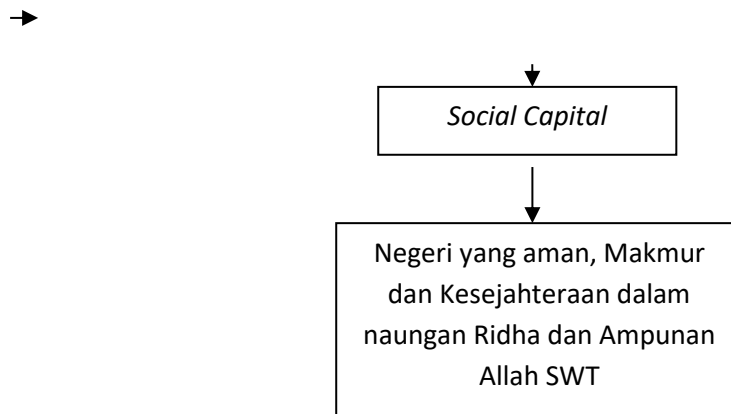 Social Capital
Negeri yang aman, Makmur
dan Kesejahteraan dalam
naungan Ridha dan Ampunan
Allah SWT